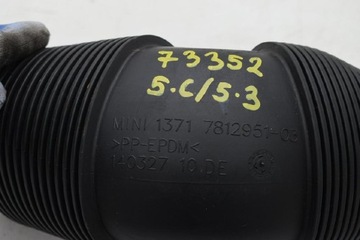 73352
5.C/5.3
MINI 1371 7812951-03
>PP-EPDM<
140327 10.DE